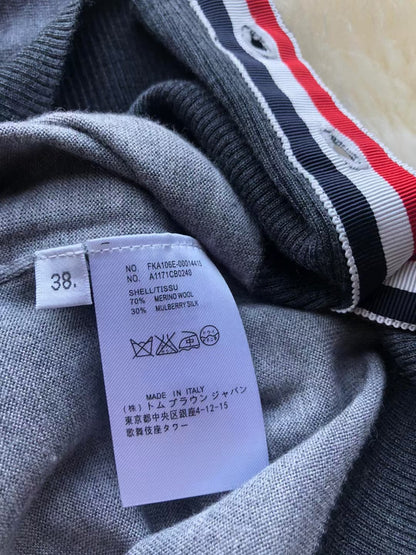 38.
NO. FKA106E-00014415
NO. A1171CB0240
SHELL/TISSU
70% MERINO WOOL
30% MULBERRY SILK
MADE IN ITALY
(株)トム ブラウン ジャパン
東京都中央区銀座4-12-15
歌舞伎座タワー